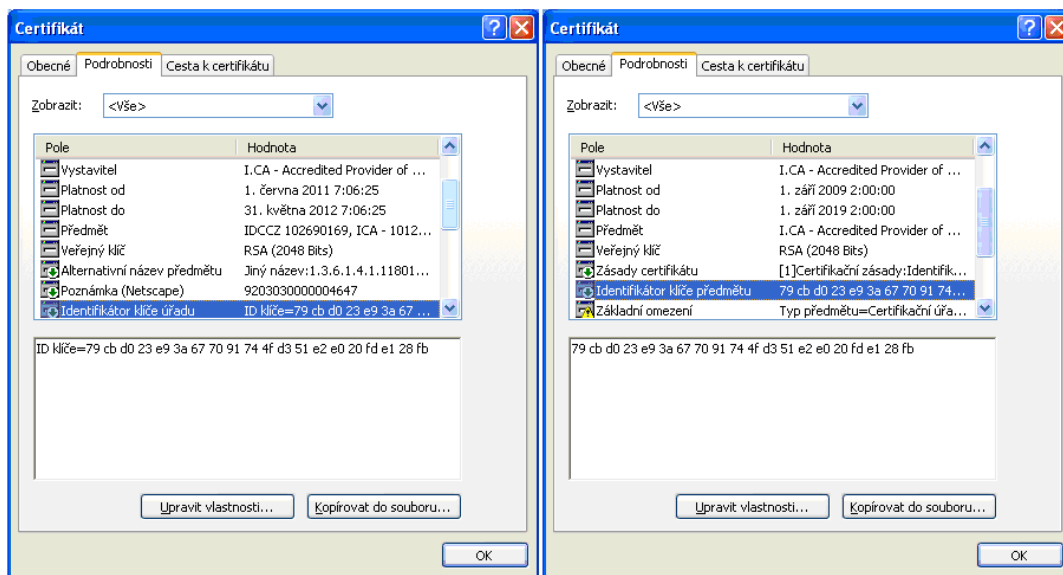 Certifikát
Obecné Podrobnosti Cesta k certifikátu
Zobrazit: <Vše>
Pole Hodnota
Vystavitel I.CA - Accredited Provider of ...
Platnost od 1. června 2011 7:06:25
Platnost do 31. května 2012 7:06:25
Předmět IDCCZ 102690169, ICA - 1012...
Veřejný klíč RSA (2048 Bits)
Alternativní název předmětu Jiný název:1.3.6.1.4.1.11801...
Poznámka (Netscape) 9203030000004647
Identifikátor klíče úřadu ID klíče=79 cb d0 23 e9 3a 67 ...
ID klíče=79 cb d0 23 e9 3a 67 70 91 74 4f d3 51 e2 e0 20 fd e1 28 fb
Upravit vlastnosti... Kopírovat do souboru...
OK
Certifikát
Obecné Podrobnosti Cesta k certifikátu
Zobrazit: <Vše>
Pole Hodnota
Vystavitel I.CA - Accredited Provider of ...
Platnost od 1. září 2009 2:00:00
Platnost do 1. září 2019 2:00:00
Předmět I.CA - Accredited Provider of ...
Veřejný klíč RSA (2048 Bits)
Zásady certifikátu [1]Certifikační zásady:Identifik...
Identifikátor klíče předmětu 79 cb d0 23 e9 3a 67 70 91 74...
Základní omezení Typ předmětu=Certifikační úřa...
79 cb d0 23 e9 3a 67 70 91 74 4f d3 51 e2 e0 20 fd e1 28 fb
Upravit vlastnosti... Kopírovat do souboru...
OK